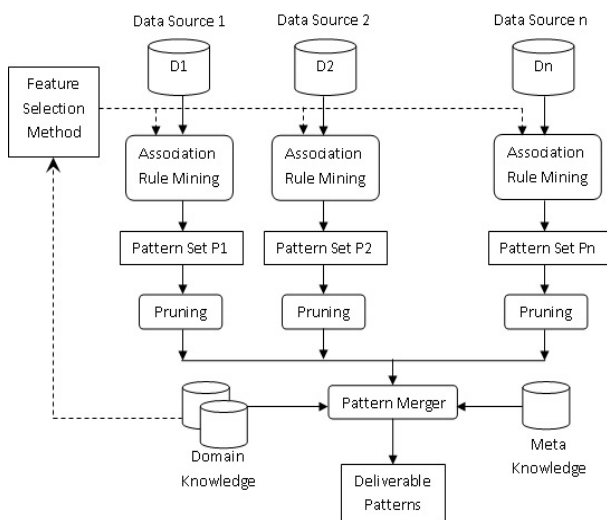 Data Source 1
Data Source 2
Data Source n
D1
D2
Dn
Feature
Selection
Method
Association
Rule Mining
Association
Rule Mining
Association
Rule Mining
Pattern Set P1
Pattern Set P2
Pattern Set Pn
Pruning
Pruning
Pruning
Pattern Merger
Domain
Knowledge
Meta
Knowledge
Deliverable
Patterns